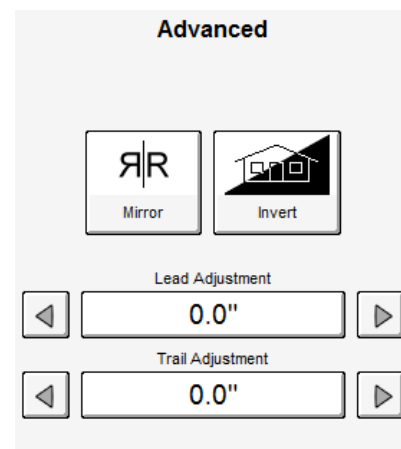 Advanced
ЯR
Mirror
Invert
Lead Adjustment
0.0"
Trail Adjustment
0.0"